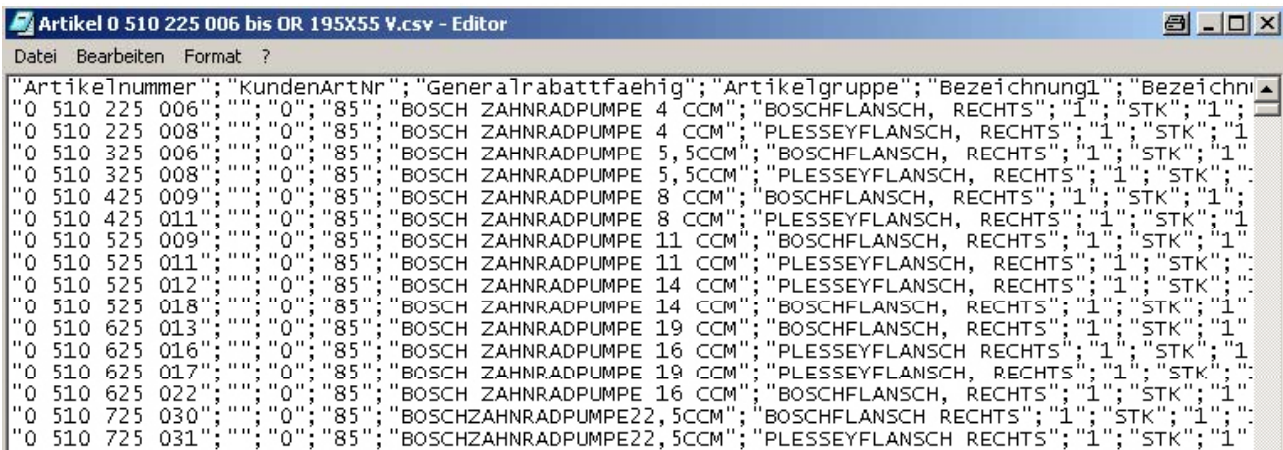 Artikel 0 510 225 006 bis OR 195X55 V.csv - Editor
Datei Bearbeiten Format ?
"Artikelnummer";"KundenArtNr";"Generalrabattfaehig";"Artikelgruppe";"Bezeichnung1";"Bezeichn
"0 510 225 006";"";"0";"85";"BOSCH ZAHNRADPUMPE 4 CCM";"BOSCHFLANSCH, RECHTS";"1";"STK";"1";
"0 510 225 008";"";"0";"85";"BOSCH ZAHNRADPUMPE 4 CCM";"PLESSEYFLANSCH, RECHTS";"1";"STK";"1
"0 510 325 006";"";"0";"85";"BOSCH ZAHNRADPUMPE 5,5CCM";"BOSCHFLANSCH, RECHTS";"1";"STK";"1"
"0 510 325 008";"";"0";"85";"BOSCH ZAHNRADPUMPE 5,5CCM";"PLESSEYFLANSCH, RECHTS";"1";"STK";"
"0 510 425 009";"";"0";"85";"BOSCH ZAHNRADPUMPE 8 CCM";"BOSCHFLANSCH, RECHTS";"1";"STK";"1";
"0 510 425 011";"";"0";"85";"BOSCH ZAHNRADPUMPE 8 CCM";"PLESSEYFLANSCH, RECHTS";"1";"STK";"1
"0 510 525 009";"";"0";"85";"BOSCH ZAHNRADPUMPE 11 CCM";"BOSCHFLANSCH, RECHTS";"1";"STK";"1"
"0 510 525 011";"";"0";"85";"BOSCH ZAHNRADPUMPE 11 CCM";"PLESSEYFLANSCH, RECHTS";"1";"STK";"
"0 510 525 012";"";"0";"85";"BOSCH ZAHNRADPUMPE 14 CCM";"PLESSEYFLANSCH, RECHTS";"1";"STK";"
"0 510 525 018";"";"0";"85";"BOSCH ZAHNRADPUMPE 14 CCM";"BOSCHFLANSCH, RECHTS";"1";"STK";"1"
"0 510 625 013";"";"0";"85";"BOSCH ZAHNRADPUMPE 19 CCM";"BOSCHFLANSCH, RECHTS";"1";"STK";"1"
"0 510 625 016";"";"0";"85";"BOSCH ZAHNRADPUMPE 16 CCM";"PLESSEYFLANSCH RECHTS";"1";"STK";"1
"0 510 625 017";"";"0";"85";"BOSCH ZAHNRADPUMPE 19 CCM";"PLESSEYFLANSCH, RECHTS";"1";"STK";"
"0 510 625 022";"";"0";"85";"BOSCH ZAHNRADPUMPE 16 CCM";"BOSCHFLANSCH, RECHTS";"1";"STK";"1"
"0 510 725 030";"";"0";"85";"BOSCHZAHNRADPUMPE22,5CCM";"BOSCHFLANSCH RECHTS";"1";"STK";"1";
"0 510 725 031";"";"0";"85";"BOSCHZAHNRADPUMPE22,5CCM";"PLESSEYFLANSCH RECHTS";"1";"STK";"1"